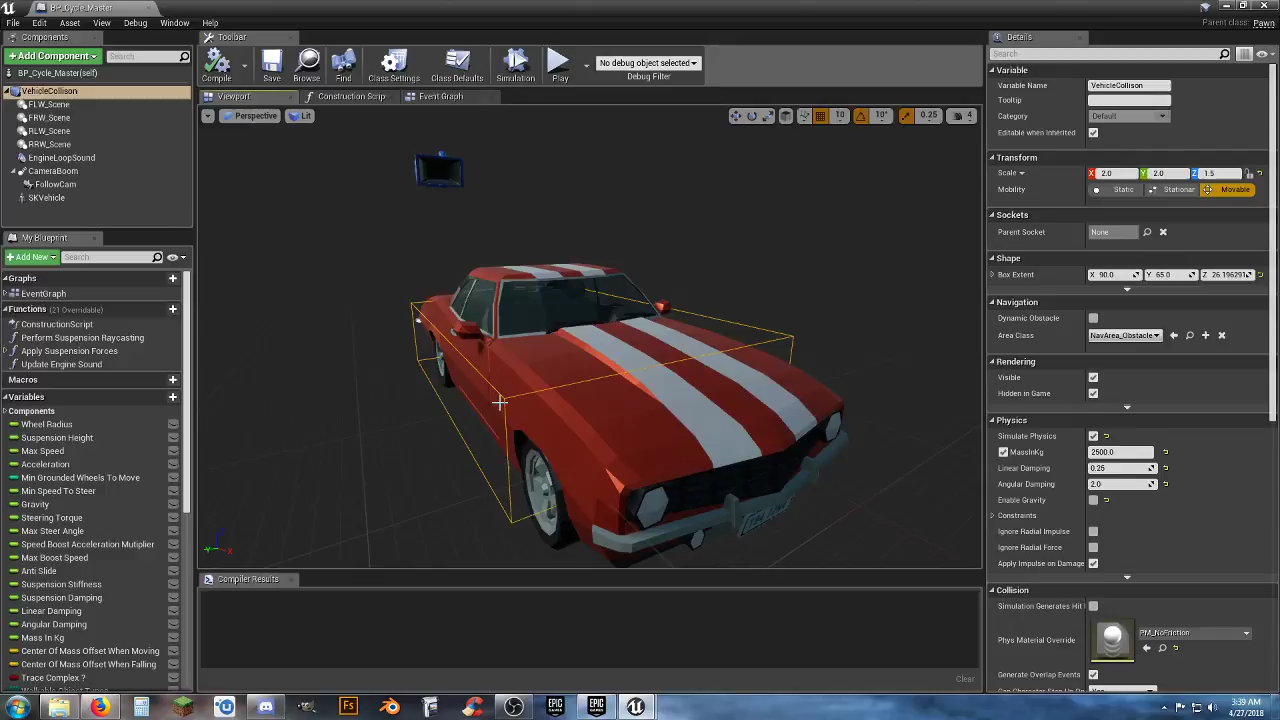 BP_Cycle_Master
File Edit Asset View Debug Window Help
Parent class: Pawn
Components
+Add Component
Search
BP_Cycle_Master(self)
VehicleCollison
FLW_Scene
FRW_Scene
RLW_Scene
RRW_Scene
EngineLoopSound
CameraBoom
FollowCam
SKVehicle
My Blueprint
+Add New
Search
Graphs
EventGraph
Functions (21 Overridable)
ConstructionScript
Perform Suspension Raycasting
Apply Suspension Forces
Update Engine Sound
Macros
Variables
Components
Wheel Radius
Suspension Height
Max Speed
Acceleration
Min Grounded Wheels To Move
Min Speed To Steer
Gravity
Steering Torque
Max Steer Angle
Speed Boost Acceleration Multiplier
Max Boost Speed
Anti Slide
Suspension Stiffness
Suspension Damping
Linear Damping
Angular Damping
Mass In Kg
Center Of Mass Offset When Moving
Center Of Mass Offset When Falling
Trace Complex ?
Walkable Object Types
Toolbar
Compile
Save
Browse
Find
Class Settings
Class Defaults
Simulation
Play
No debug object selected
Debug Filter
Viewport
Construction Scrip
Event Graph
Perspective
Lit
10
10°
0.25
4
Compiler Results
Clear
Details
Search
Variable
Variable Name VehicleCollison
Tooltip
Category Default
Editable when Inherited
Transform
Scale X 2.0 Y 2.0 Z 1.5
Mobility Static Stationar Movable
Sockets
Parent Socket None
Shape
Box Extent X 90.0 Y 65.0 Z 26.196291
Navigation
Dynamic Obstacle
Area Class NavArea_Obstacle
Rendering
Visible
Hidden in Game
Physics
Simulate Physics
MassInKg 2500.0
Linear Damping 0.25
Angular Damping 2.0
Enable Gravity
Constraints
Ignore Radial Impulse
Ignore Radial Force
Apply Impulse on Damage
Collision
Simulation Generates Hit
Phys Material Override PM_NoFriction
Generate Overlap Events
3:39 AM
4/27/2018